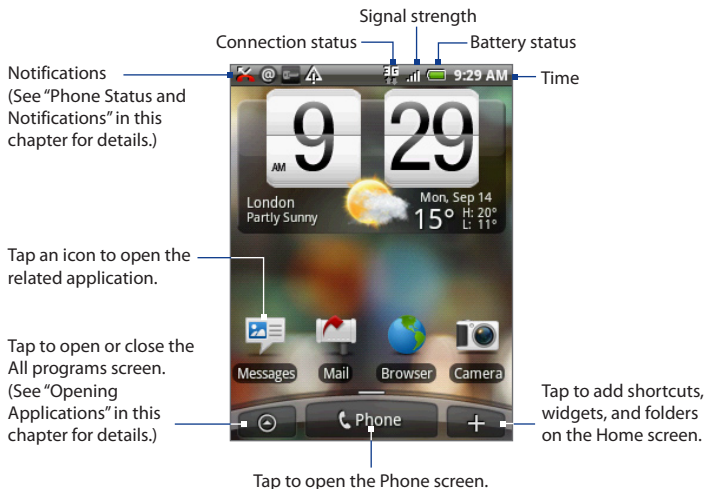 Signal strength
Connection status
Battery status
Notifications
(See “Phone Status and
Notifications” in this
chapter for details.)
@
3G
9:29 AM
Time
AM
9
29
London
Partly Sunny
Mon, Sep 14
15° H: 20°
L: 11°
Tap an icon to open the
related application.
Messages
Mail
Browser
Camera
Tap to open or close the
All programs screen.
(See “Opening
Applications” in this
chapter for details.)
Phone
Tap to add shortcuts,
widgets, and folders
on the Home screen.
Tap to open the Phone screen.